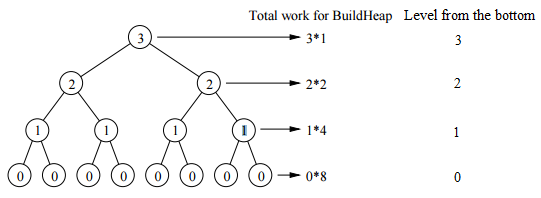 Total work for BuildHeap Level from the bottom
3 3*1 3
2 2 2*2 2
1 1 1 1 1*4 1
0 0 0 0 0 0 0 0 0*8 0